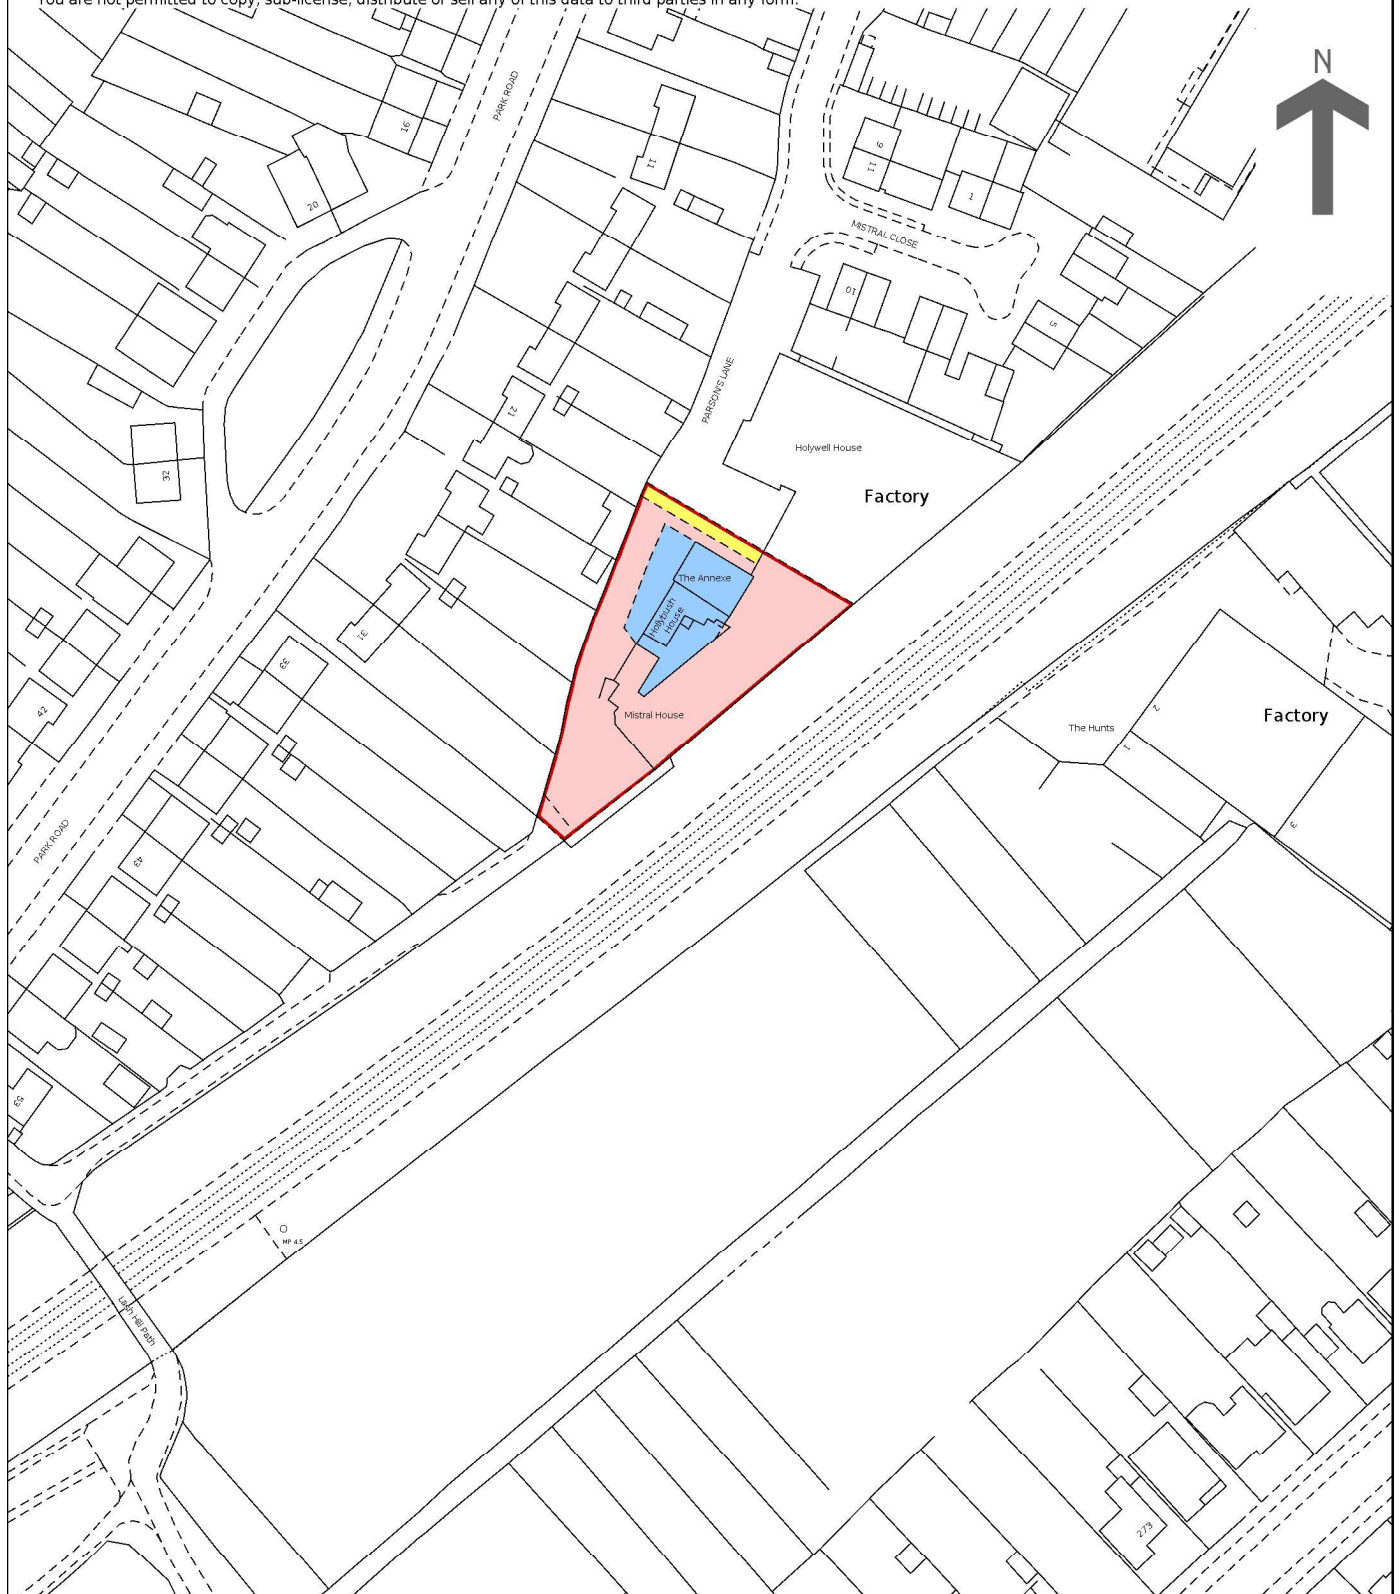 You are not permitted to copy, sub-license, distribute or sell any of this data to third parties in any form.
N
PARK ROAD
16
11
9
11
1
20
MISTRAL CLOSE
10
5
PARSON'S LANE
21
32
Holywell House
Factory
The Annexe
Hollybush
House
31
33
42
Mistral House
The Hunts
2
1
Factory
3
PARK ROAD
43
53
MP 4.5
Lash Hill Path
273